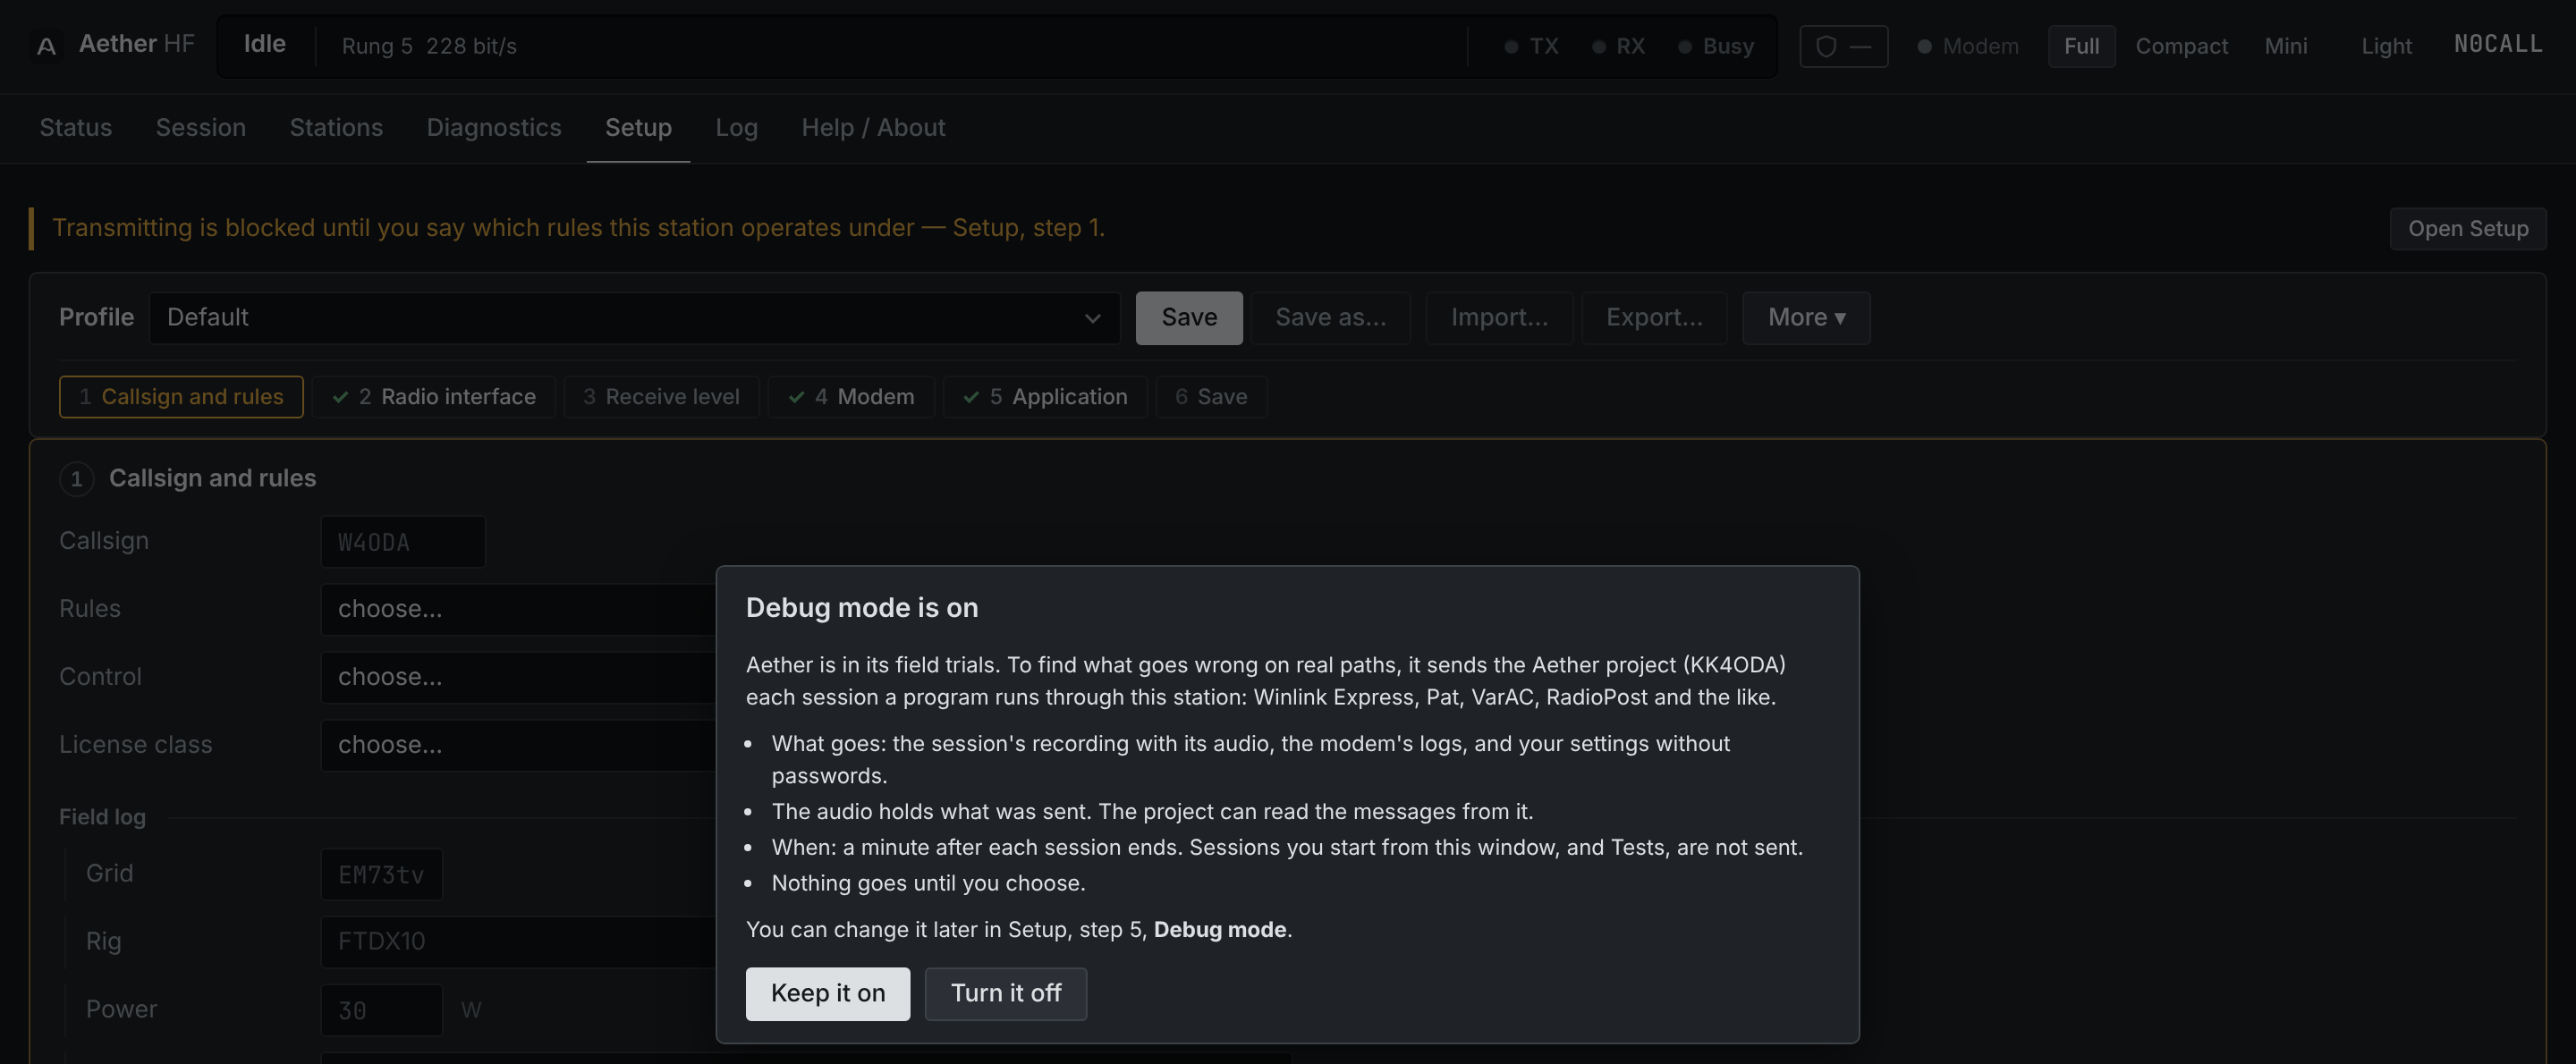 Aether HF
Idle
Rung 5 228 bit/s
TX
RX
Busy
—
Modem
Full
Compact
Mini
Light
N0CALL
Status
Session
Stations
Diagnostics
Setup
Log
Help / About
Transmitting is blocked until you say which rules this station operates under — Setup, step 1.
Open Setup
Profile
Default
Save
Save as...
Import...
Export...
More ▾
1 Callsign and rules
✓ 2 Radio interface
3 Receive level
✓ 4 Modem
✓ 5 Application
6 Save
1 Callsign and rules
Callsign
W4ODA
Rules
choose...
Control
choose...
License class
choose...
Field log
Grid
EM73tv
Rig
FTDX10
Power
30
W
Debug mode is on
Aether is in its field trials. To find what goes wrong on real paths, it sends the Aether project (KK4ODA)
each session a program runs through this station: Winlink Express, Pat, VarAC, RadioPost and the like.
• What goes: the session's recording with its audio, the modem's logs, and your settings without
passwords.
• The audio holds what was sent. The project can read the messages from it.
• When: a minute after each session ends. Sessions you start from this window, and Tests, are not sent.
• Nothing goes until you choose.
You can change it later in Setup, step 5, Debug mode.
Keep it on
Turn it off